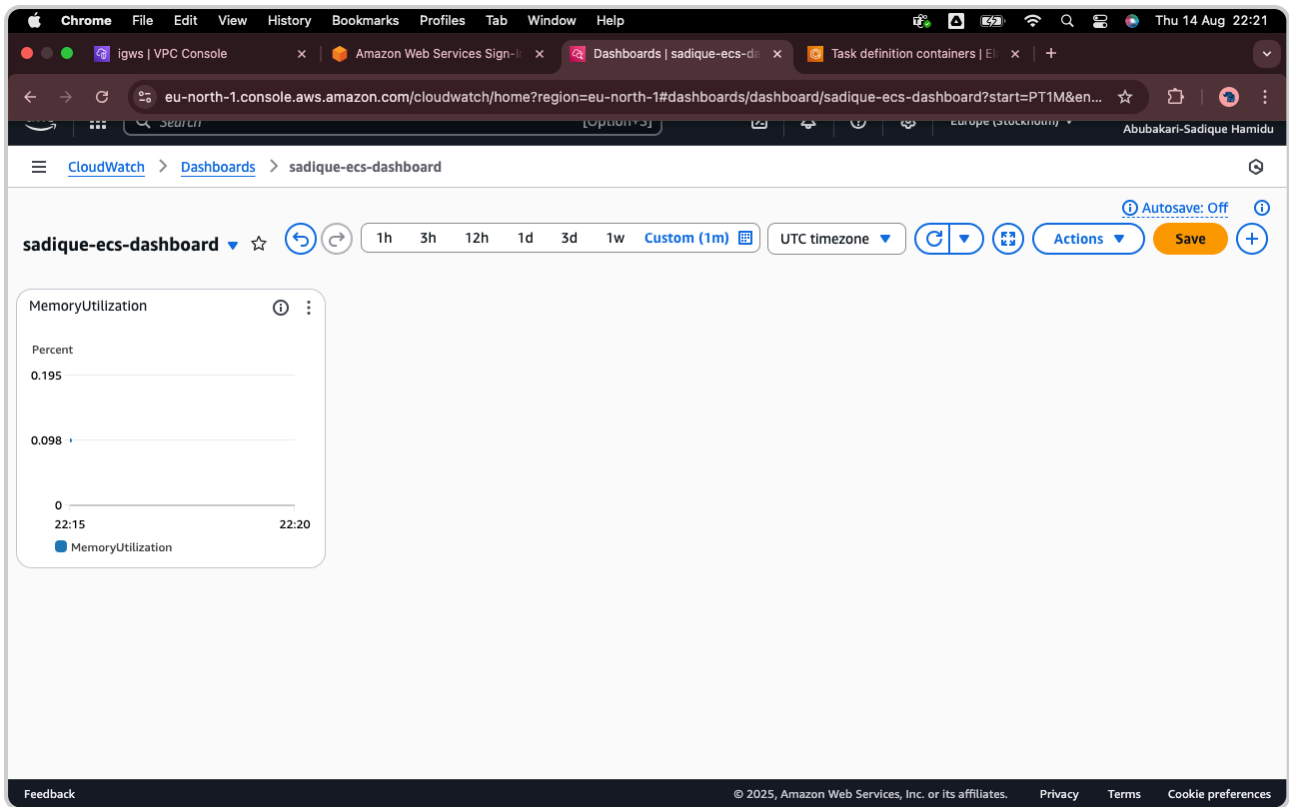 Chrome File Edit View History Bookmarks Profiles Tab Window Help Thu 14 Aug 22:21
igws | VPC Console Amazon Web Services Sign-I Dashboards | sadique-ecs-da Task definition containers | El
eu-north-1.console.aws.amazon.com/cloudwatch/home?region=eu-north-1#dashboards/dashboard/sadique-ecs-dashboard?start=PT1M&en...
Search [Option+S] Europe (Stockholm) Abubakari-Sadique Hamidu
CloudWatch > Dashboards > sadique-ecs-dashboard
Autosave: Off
sadique-ecs-dashboard 1h 3h 12h 1d 3d 1w Custom (1m) UTC timezone Actions Save
MemoryUtilization
Percent
0.195
0.098
0
22:15 22:20
MemoryUtilization
Feedback © 2025, Amazon Web Services, Inc. or its affiliates. Privacy Terms Cookie preferences